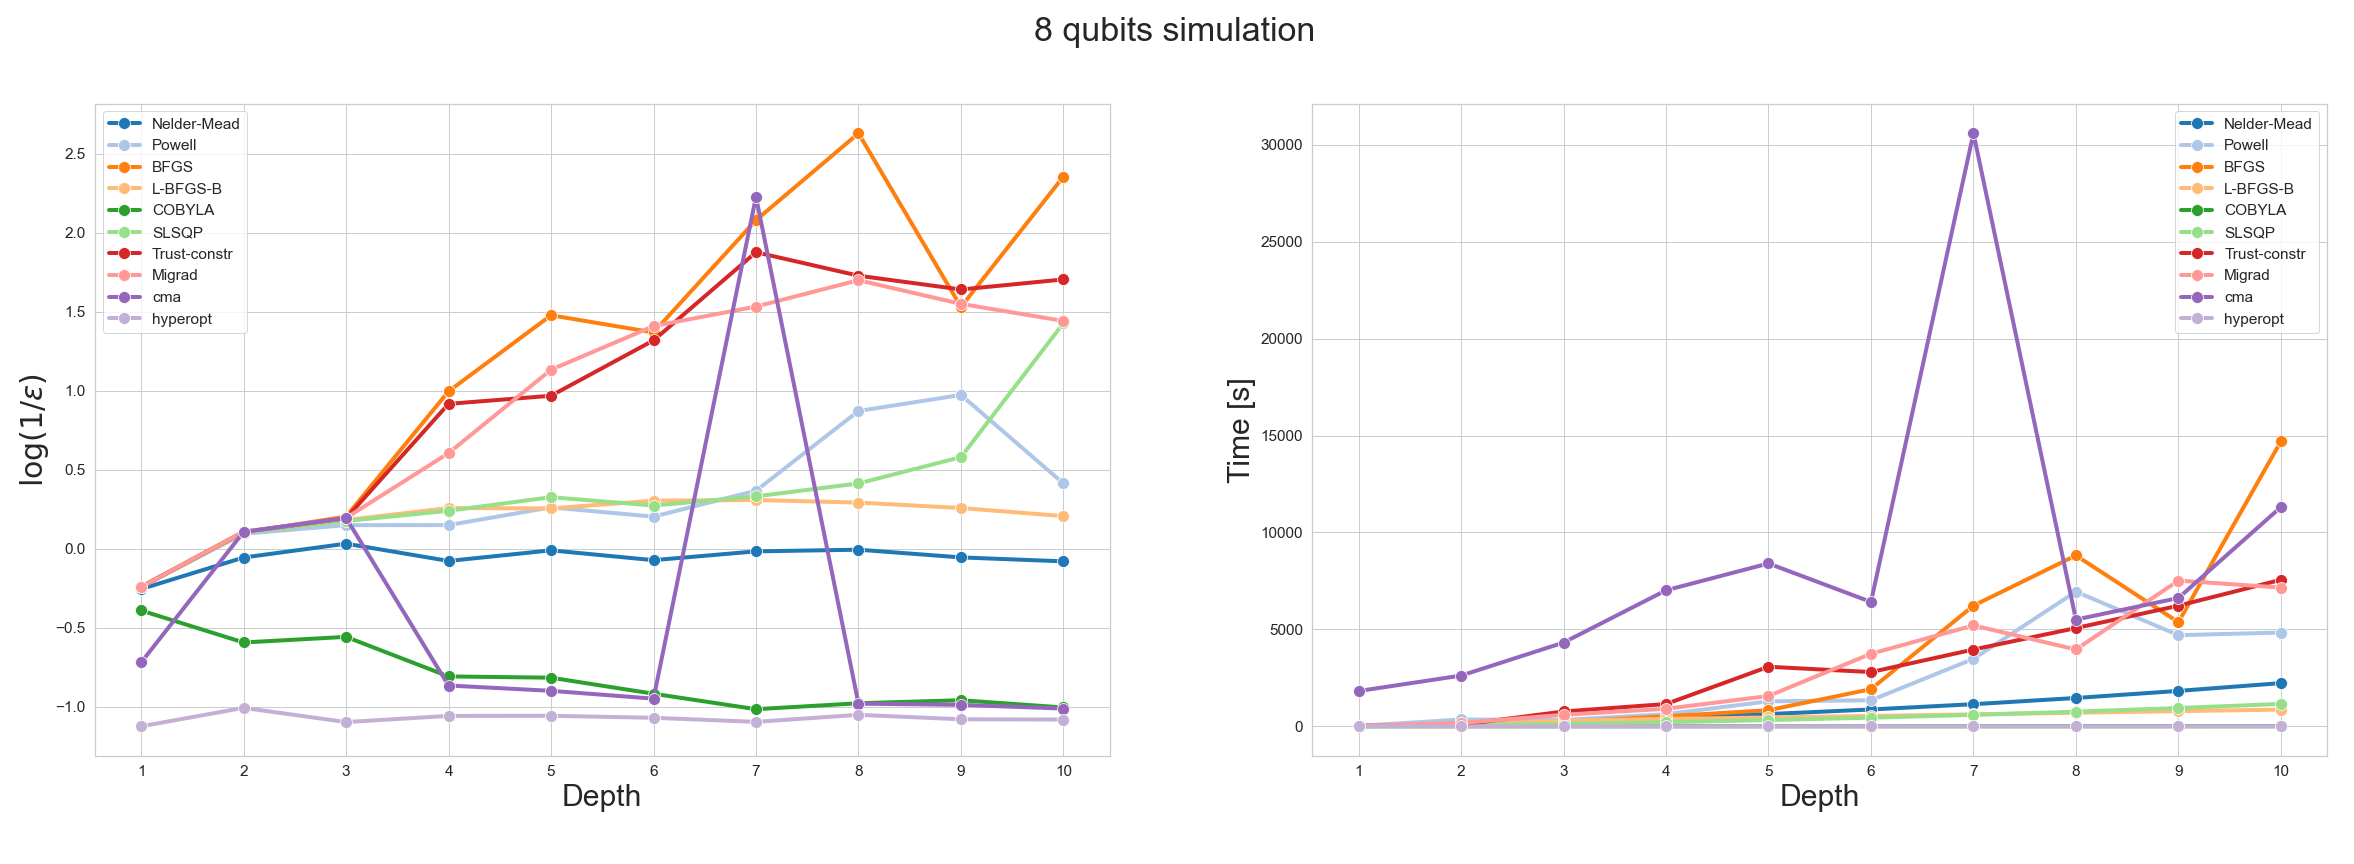 8 qubits simulation
Nelder-Mead
Powell
BFGS
L-BFGS-B
COBYLA
SLSQP
Trust-constr
Migrad
cma
hyperopt
2.5
2.0
1.5
1.0
0.5
0.0
−0.5
−1.0
log(1/ε)
1 2 3 4 5 6 7 8 9 10
Depth
Nelder-Mead
Powell
BFGS
L-BFGS-B
COBYLA
SLSQP
Trust-constr
Migrad
cma
hyperopt
30000
25000
20000
15000
10000
5000
0
Time [s]
1 2 3 4 5 6 7 8 9 10
Depth